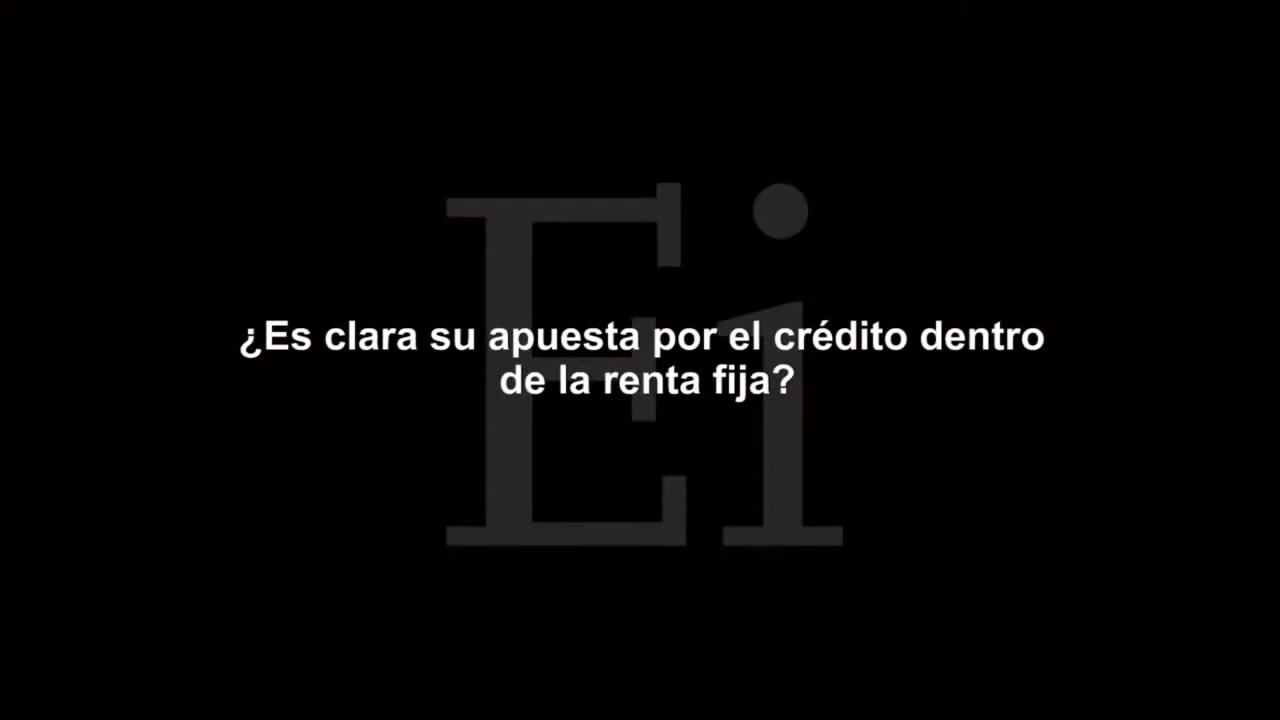 Ei
¿Es clara su apuesta por el crédito dentro
de la renta fija?